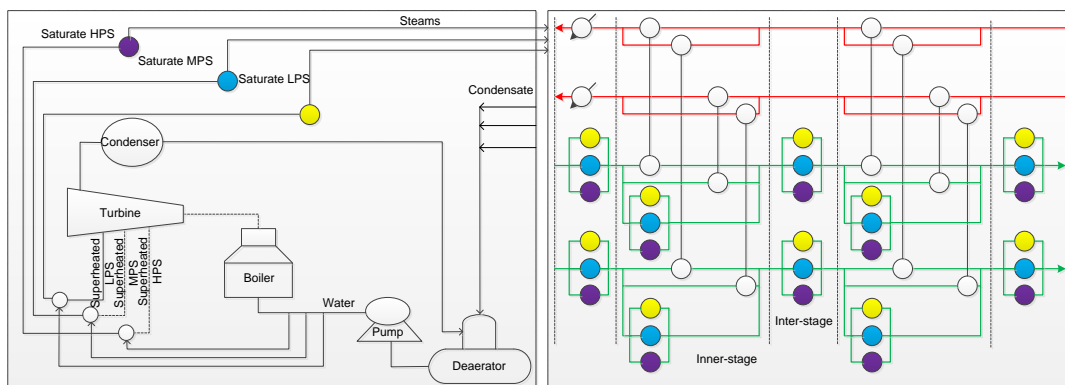 Steams
Saturate HPS
Saturate MPS
Saturate LPS
Condensate
Condenser
Turbine
Superheated
LPS
Superheated
MPS
Superheated
HPS
Boiler
Water
Pump
Deaerator
Inter-stage
Inner-stage